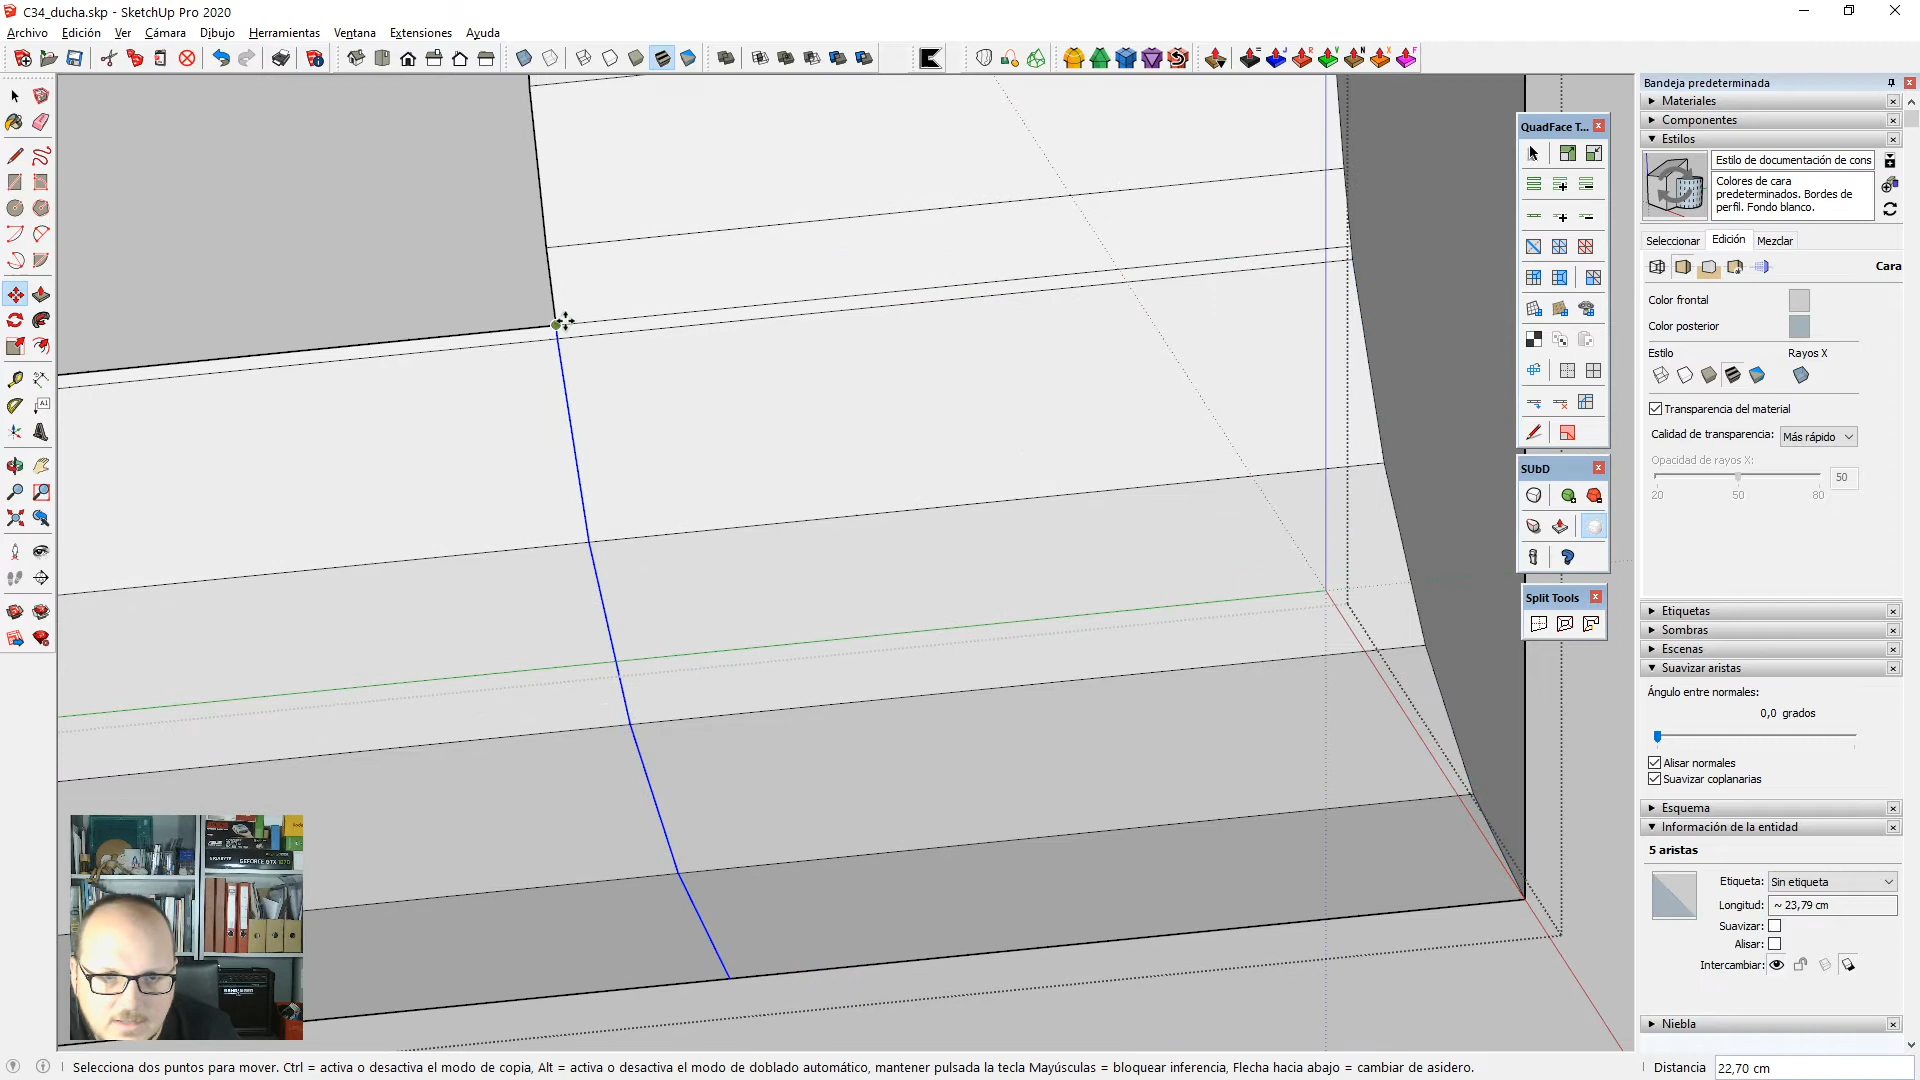 C34_ducha.skp - SketchUp Pro 2020
Archivo Edición Ver Cámara Dibujo Herramientas Ventana Extensiones Ayuda
Bandeja predeterminada
Materiales
Componentes
Estilos
Estilo de documentación de cons
Colores de cara
predeterminados. Bordes de
perfil. Fondo blanco.
Seleccionar Edición Mezclar
Cara
Color frontal
Color posterior
Estilo Rayos X
Transparencia del material
Calidad de transparencia: Más rápido
Opacidad de rayos X:
50
20 50 80
Etiquetas
Sombras
Escenas
Suavizar aristas
Ángulo entre normales:
0,0 grados
Alisar normales
Suavizar coplanarias
Esquema
Información de la entidad
5 aristas
Etiqueta: Sin etiqueta
Longitud: ~ 23,79 cm
Suavizar:
Alisar:
Intercambiar:
Niebla
QuadFace T...
SUbD
Split Tools
A1
GIGABYTE
GEFORCE GTX 1070
Selecciona dos puntos para mover. Ctrl = activa o desactiva el modo de copia, Alt = activa o desactiva el modo de doblado automático, mantener pulsada la tecla Mayúsculas = bloquear inferencia, Flecha hacia abajo = cambiar de asidero.
Distancia 22,70 cm